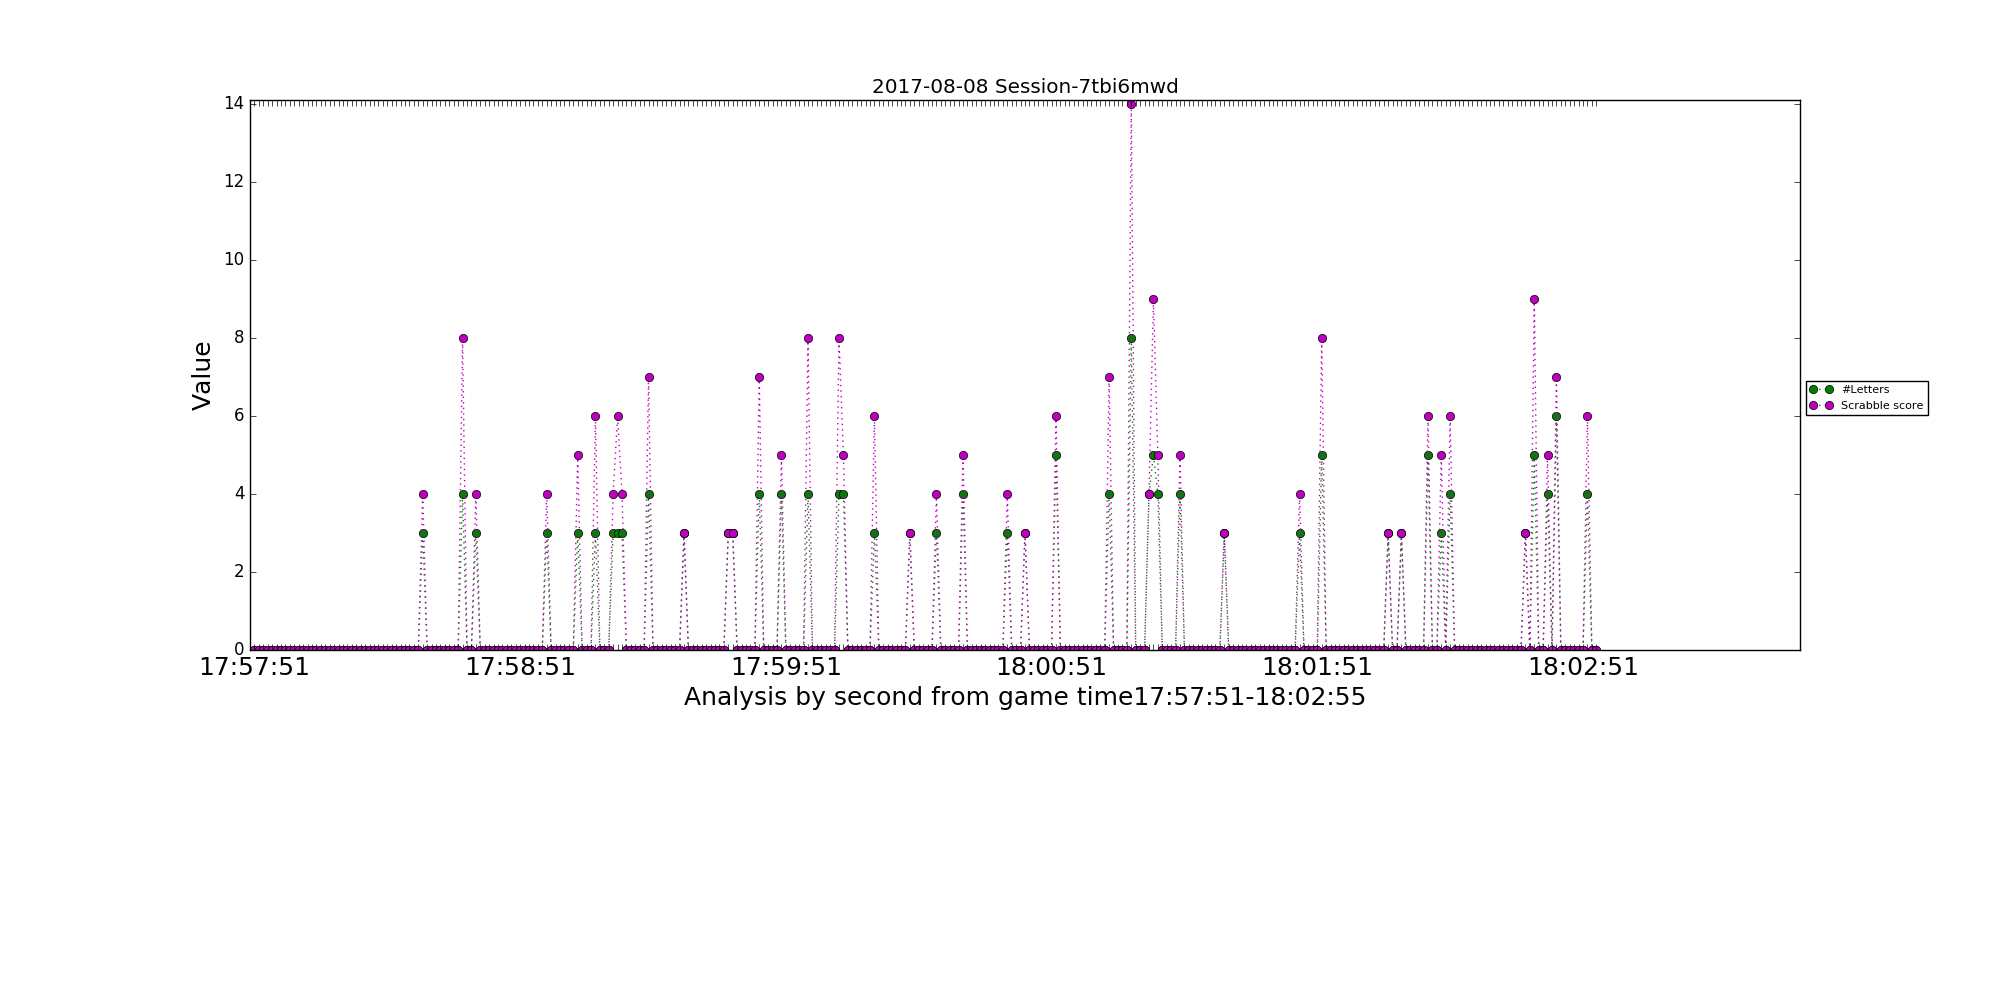 2017-08-08 Session-7tbi6mwd
14
12
10
8
6
4
2
0
Value
#Letters
Scrabble score
17:57:51 17:58:51 17:59:51 18:00:51 18:01:51 18:02:51
Analysis by second from game time17:57:51-18:02:55